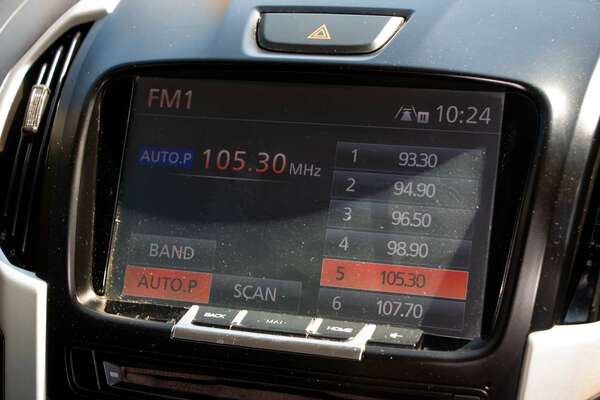 FM1 10:24
AUTO.P 105.30 MHz
1 93.30
2 94.90
3 96.50
4 98.90
5 105.30
6 107.70
BAND
AUTO.P SCAN
BACK HOME